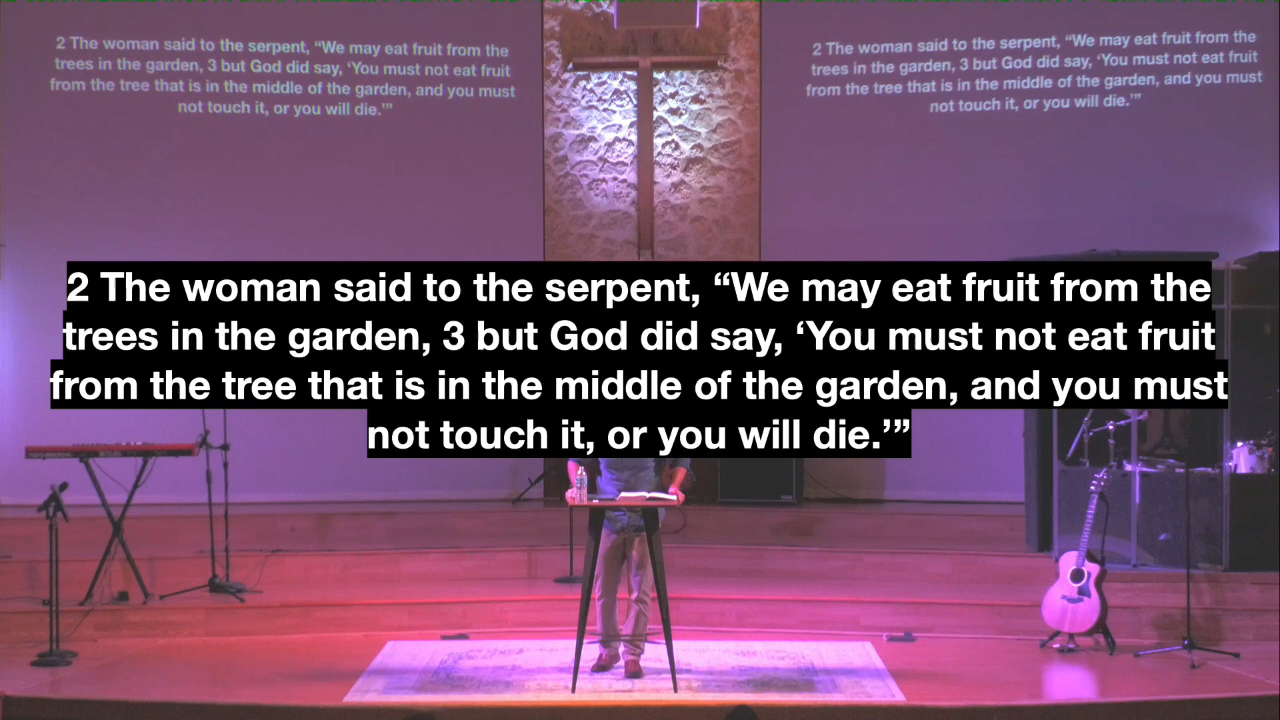 2 The woman said to the serpent, “We may eat fruit from the
trees in the garden, 3 but God did say, ‘You must not eat fruit
from the tree that is in the middle of the garden, and you must
not touch it, or you will die.’”
2 The woman said to the serpent, “We may eat fruit from the
trees in the garden, 3 but God did say, ‘You must not eat fruit
from the tree that is in the middle of the garden, and you must
not touch it, or you will die.’”
2 The woman said to the serpent, “We may eat fruit from the
trees in the garden, 3 but God did say, ‘You must not eat fruit
from the tree that is in the middle of the garden, and you must
not touch it, or you will die.’”